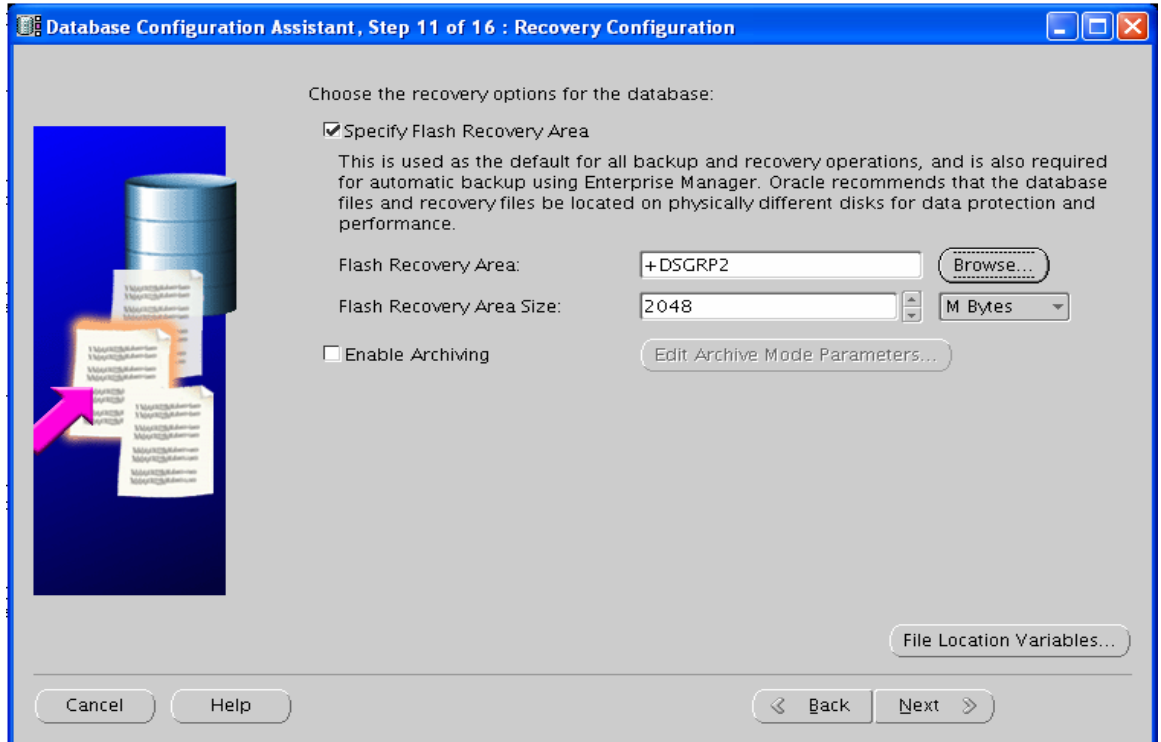 Database Configuration Assistant, Step 11 of 16 : Recovery Configuration
Choose the recovery options for the database:
Specify Flash Recovery Area
This is used as the default for all backup and recovery operations, and is also required
for automatic backup using Enterprise Manager. Oracle recommends that the database
files and recovery files be located on physically different disks for data protection and
performance.
Flash Recovery Area: +DSGRP2 Browse...
Flash Recovery Area Size: 2048 M Bytes
Enable Archiving Edit Archive Mode Parameters...
File Location Variables...
Cancel Help Back Next